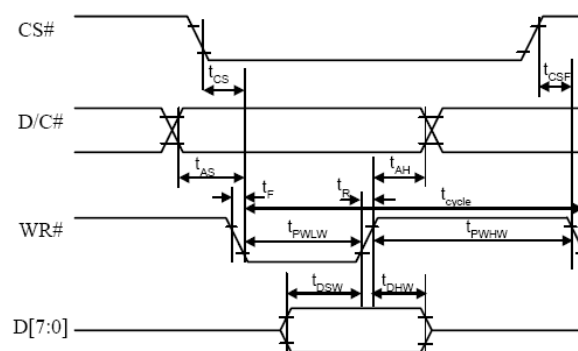 CS#
tCS
tCSF
D/C#
tAS
tAH
tF
tR
tcycle
WR#
tPWLW
tPWHW
tDSW
tDHW
D[7:0]